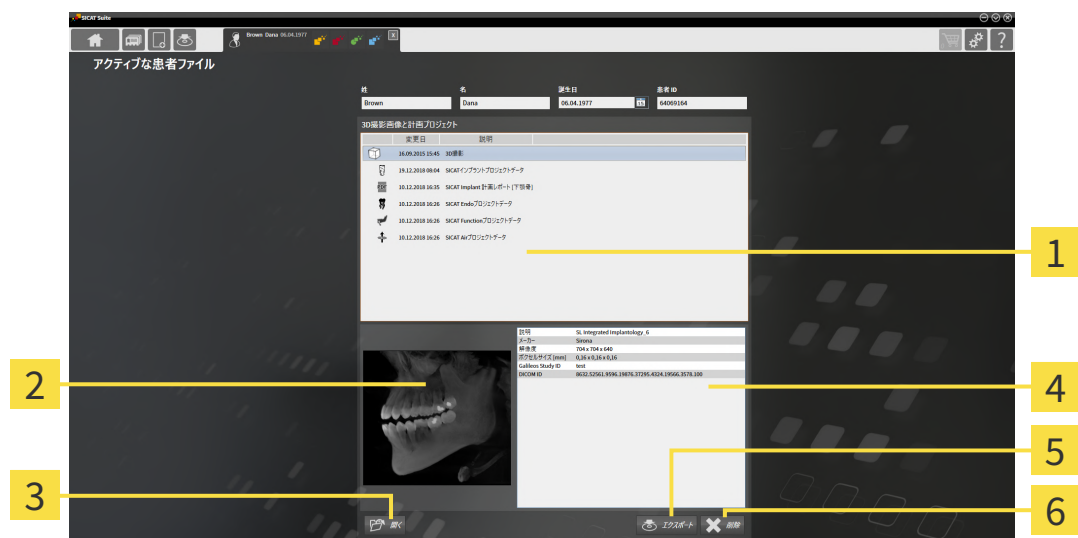 SICAT Suite
Brown Dana 06.04.1977
x
?
アクティブな患者ファイル
姓 名 誕生日 患者 ID
Brown Dana 06.04.1977 15 64069164
3D撮影画像と計画プロジェクト
変更日 説明
16.09.2015 15:45 3D撮影
19.12.2018 08:04 SICATインプラントプロジェクトデータ
PDF 10.12.2018 16:35 SICAT Implant 計画レポート [下顎骨]
10.12.2018 16:26 SICAT Endoプロジェクトデータ
10.12.2018 16:26 SICAT Functionプロジェクトデータ
10.12.2018 16:26 SICAT Airプロジェクトデータ
1
説明 SL Integrated Implantology_6
メーカー Sirona
解像度 704 x 704 x 640
ボクセルサイズ [mm] 0,16 x 0,16 x 0,16
Galileos Study ID test
DICOM ID 8632.52561.9596.19876.37295.4324.19566.3578.100
2
4
5
3
6
開く エクスポート 削除